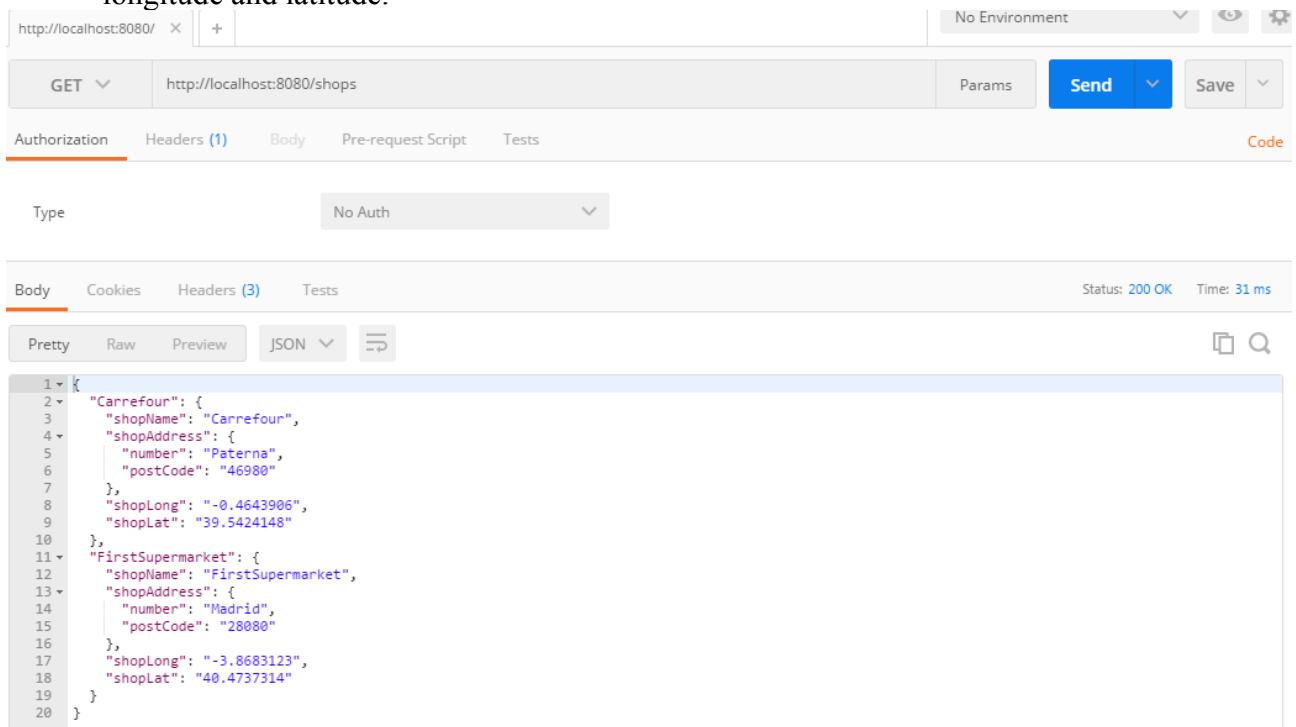 longitude and latitude.
http://localhost:8080/ × +
No Environment
GET http://localhost:8080/shops Params Send Save
Authorization Headers (1) Body Pre-request Script Tests Code
Type No Auth
Body Cookies Headers (3) Tests Status: 200 OK Time: 31 ms
Pretty Raw Preview JSON
1 {
2 "Carrefour": {
3 "shopName": "Carrefour",
4 "shopAddress": {
5 "number": "Paterna",
6 "postCode": "46980"
7 },
8 "shopLong": "-0.4643906",
9 "shopLat": "39.5424148"
10 },
11 "FirstSupermarket": {
12 "shopName": "FirstSupermarket",
13 "shopAddress": {
14 "number": "Madrid",
15 "postCode": "28080"
16 },
17 "shopLong": "-3.8683123",
18 "shopLat": "40.4737314"
19 }
20 }